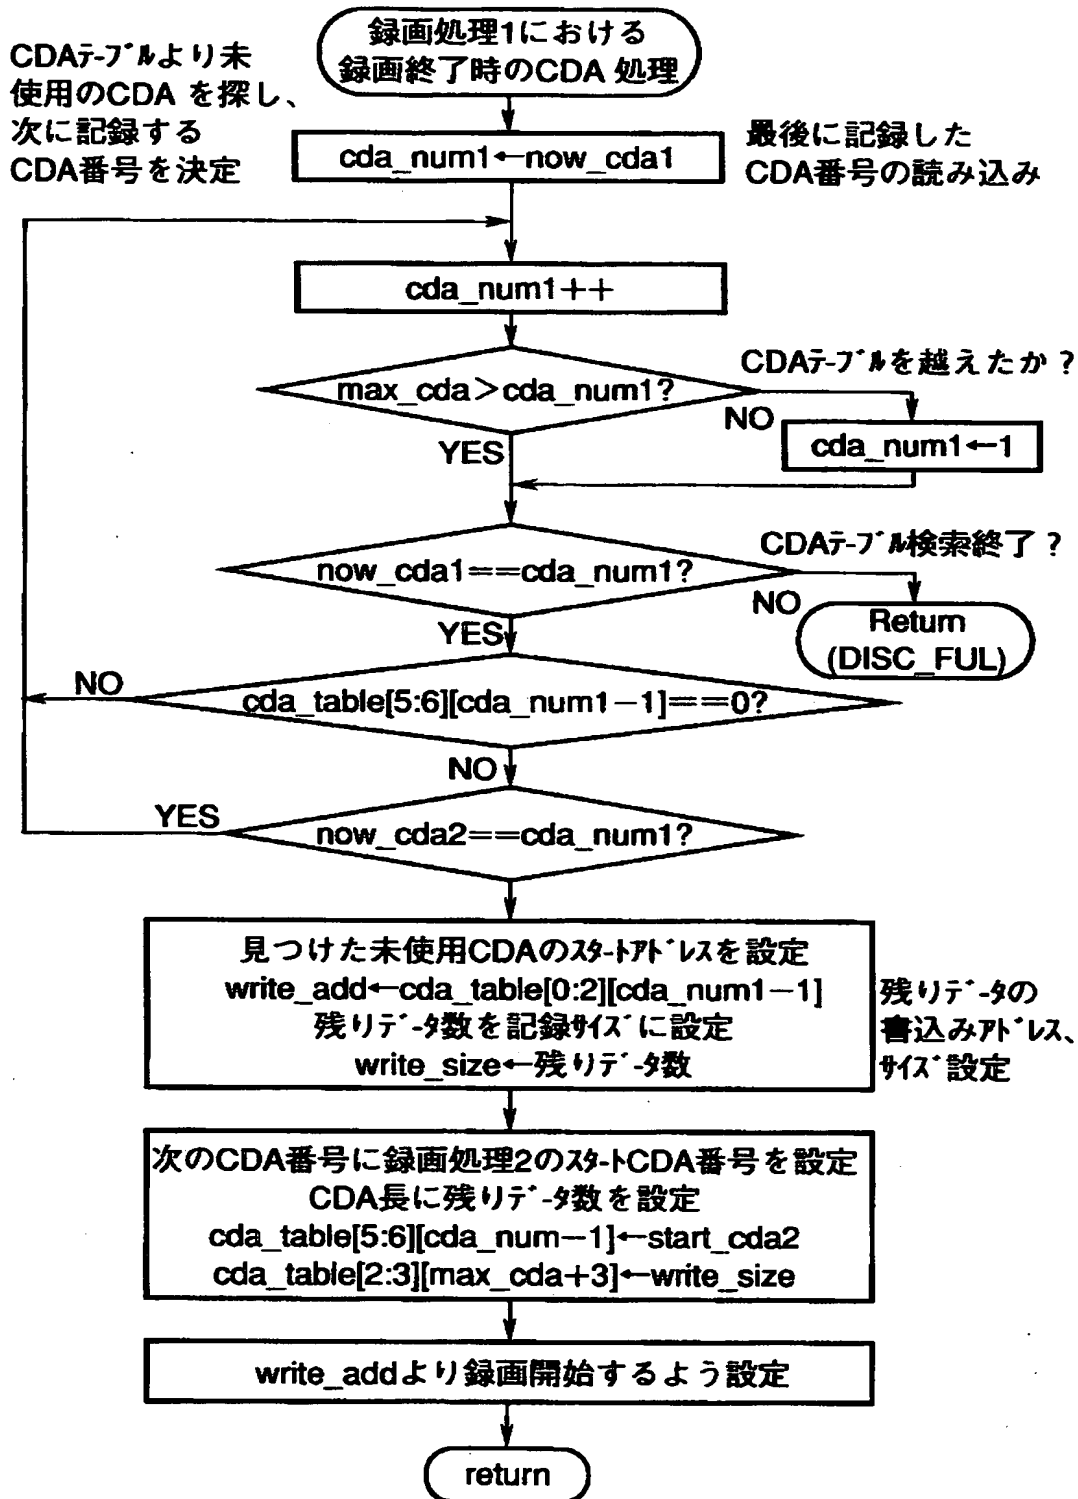 録画処理1における
録画終了時のCDA 処理
CDAテーブルより未
使用のCDA を探し、
次に記録する
CDA番号を決定
cda_num1←now_cda1
最後に記録した
CDA番号の読み込み
cda_num1++
max_cda>cda_num1?
CDAテーブルを越えたか？
NO
cda_num1←1
YES
now_cda1==cda_num1?
CDAテーブル検索終了？
NO
Return
(DISC_FUL)
YES
cda_table[5:6][cda_num1-1]==0?
NO
NO
now_cda2==cda_num1?
YES
見つけた未使用CDAのスタートアドレスを設定
write_add←cda_table[0:2][cda_num1-1]
残りデータ数を記録サイズに設定
write_size←残りデータ数
残りデータの
書込みアドレス、
サイズ設定
次のCDA番号に録画処理2のスタートCDA番号を設定
CDA長に残りデータ数を設定
cda_table[5:6][cda_num-1]←start_cda2
cda_table[2:3][max_cda+3]←write_size
write_addより録画開始するよう設定
return